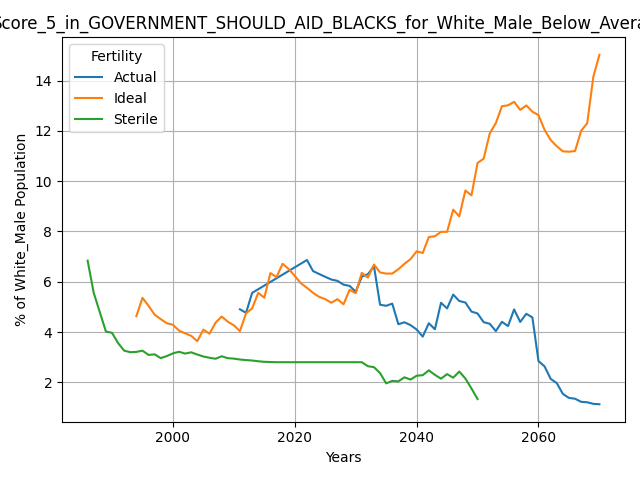 Score_5_in_GOVERNMENT_SHOULD_AID_BLACKS_for_White_Male_Below_Avera
Fertility
Actual
Ideal
Sterile
14
12
10
8
6
4
2
% of White_Male Population
2000 2020 2040 2060
Years